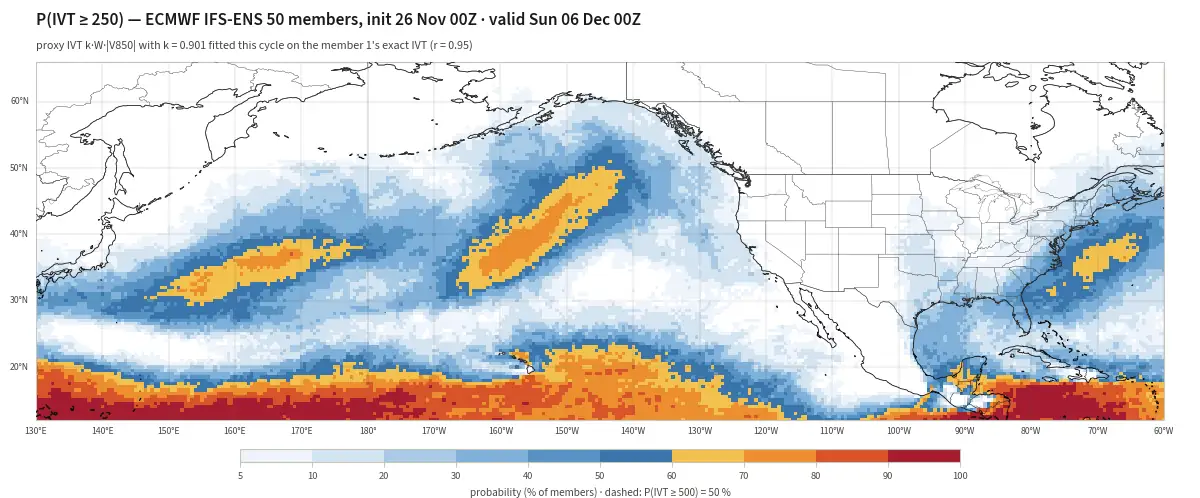 P(IVT ≥ 250) — ECMWF IFS-ENS 50 members, init 26 Nov 00Z · valid Sun 06 Dec 00Z
proxy IVT k·W·|V850| with k = 0.901 fitted this cycle on the member 1's exact IVT (r = 0.95)
60°N
50°N
40°N
30°N
20°N
130°E 140°E 150°E 160°E 170°E 180° 170°W 160°W 150°W 140°W 130°W 120°W 110°W 100°W 90°W 80°W 70°W 60°W
5 10 20 30 40 50 60 70 80 90 100
probability (% of members) · dashed: P(IVT ≥ 500) = 50 %